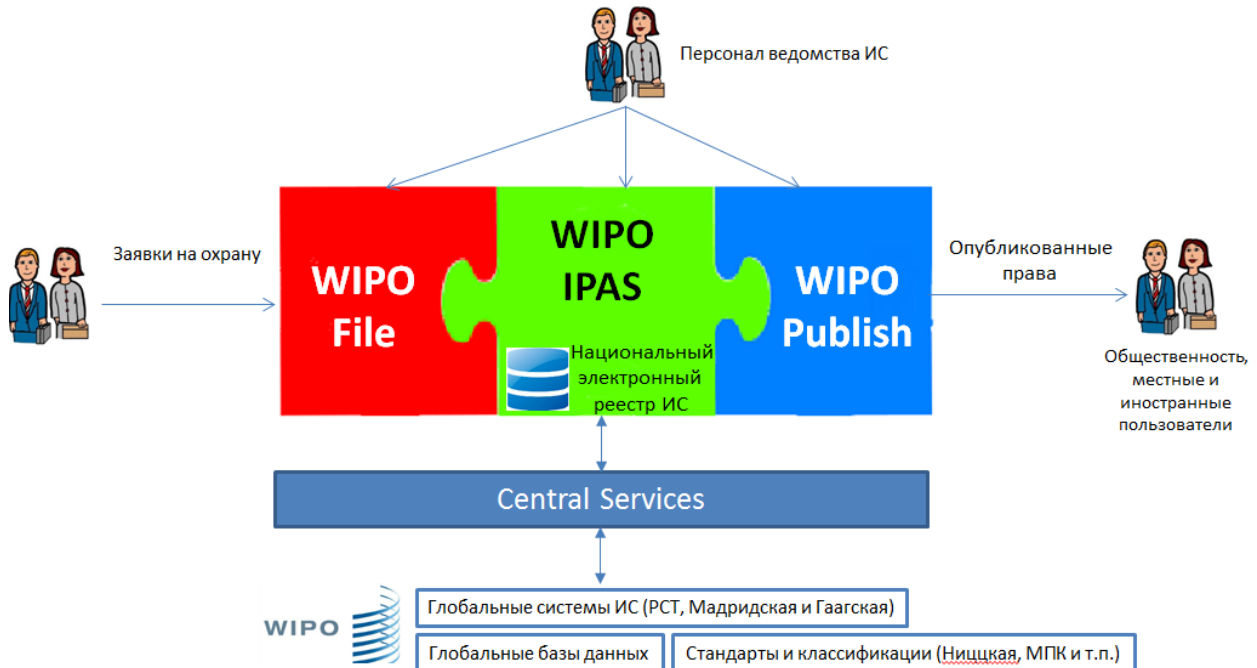 Персонал ведомства ИС
Заявки на охрану
WIPO
File
WIPO
IPAS
Национальный
электронный
реестр ИС
WIPO
Publish
Опубликованные
права
Общественность,
местные и
иностранные
пользователи
Central Services
WIPO
Глобальные системы ИС (РСТ, Мадридская и Гаагская)
Глобальные базы данных
Стандарты и классификации (Ниццкая, МПК и т.п.)